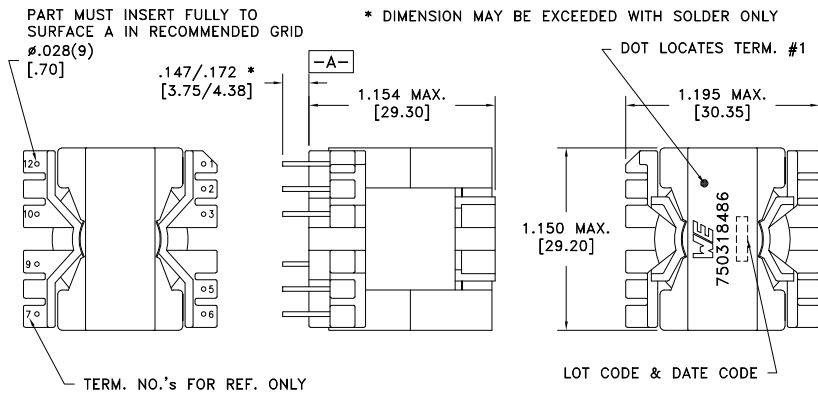 PART MUST INSERT FULLY TO
SURFACE A IN RECOMMENDED GRID
ø.028(9)
[.70]
* DIMENSION MAY BE EXCEEDED WITH SOLDER ONLY
DOT LOCATES TERM. #1
-A-
.147/.172 *
[3.75/4.38]
1.154 MAX.
[29.30]
1.195 MAX.
[30.35]
12
1
2
10
3
9
5
7
6
1.150 MAX.
[29.20]
WE
750318486
TERM. NO.'s FOR REF. ONLY
LOT CODE & DATE CODE